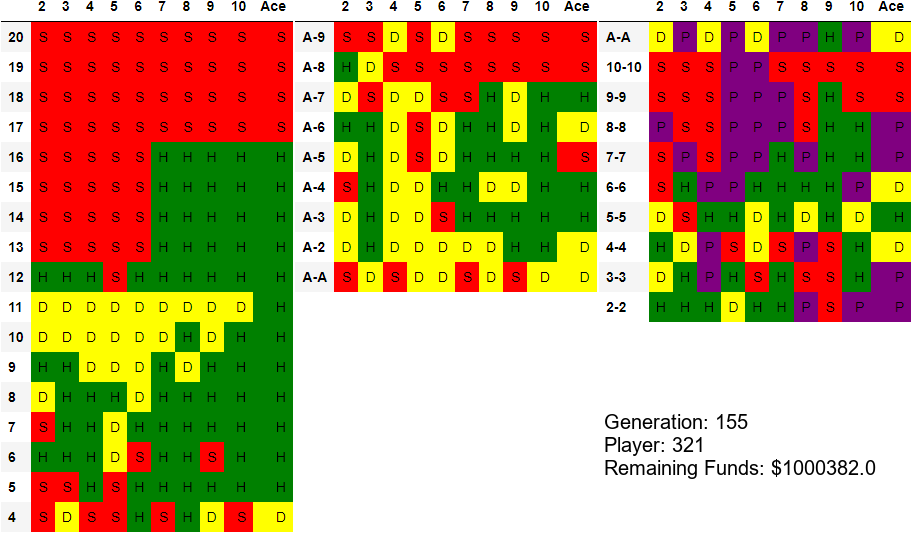 2 3 4 5 6 7 8 9 10 Ace
20 S S S S S S S S S S
19 S S S S S S S S S S
18 S S S S S S S S S S
17 S S S S S S S S S S
16 S S S S S H H H H H
15 S S S S S H H H H H
14 S S S S S H H H H H
13 S S S S S H H H H H
12 H H H S H H H H H H
11 D D D D D D D D D H
10 D D D D D D H D H H
9 H H D D D H D H H H
8 D H H H D H H H H H
7 S H H D H H H H H H
6 H H H D S H H S H H
5 S S H S H H H H H H
4 S D S S H S H D S D
2 3 4 5 6 7 8 9 10 Ace
A-9 S S D S D S S S S S
A-8 H D S S S S S S S S
A-7 D S D D S S H D H H
A-6 H H D S D H H D H D
A-5 D H D S D H H H H S
A-4 S H D D H H D D H H
A-3 D H D D S H H H H H
A-2 D H D D D D D H H D
A-A S D S D D S D S D D
2 3 4 5 6 7 8 9 10 Ace
A-A D P D P D P P H P D
10-10 S S S P P S S S S S
9-9 S S S P P P S H S S
8-8 P S S P P P S H H P
7-7 S P S P P H P H H P
6-6 S H P P H H H H P D
5-5 D S H H D H D H D H
4-4 H D P S D S P S H D
3-3 D H P H S H S S H P
2-2 H H H D H H P S P P
Generation: 155
Player: 321
Remaining Funds: $1000382.0